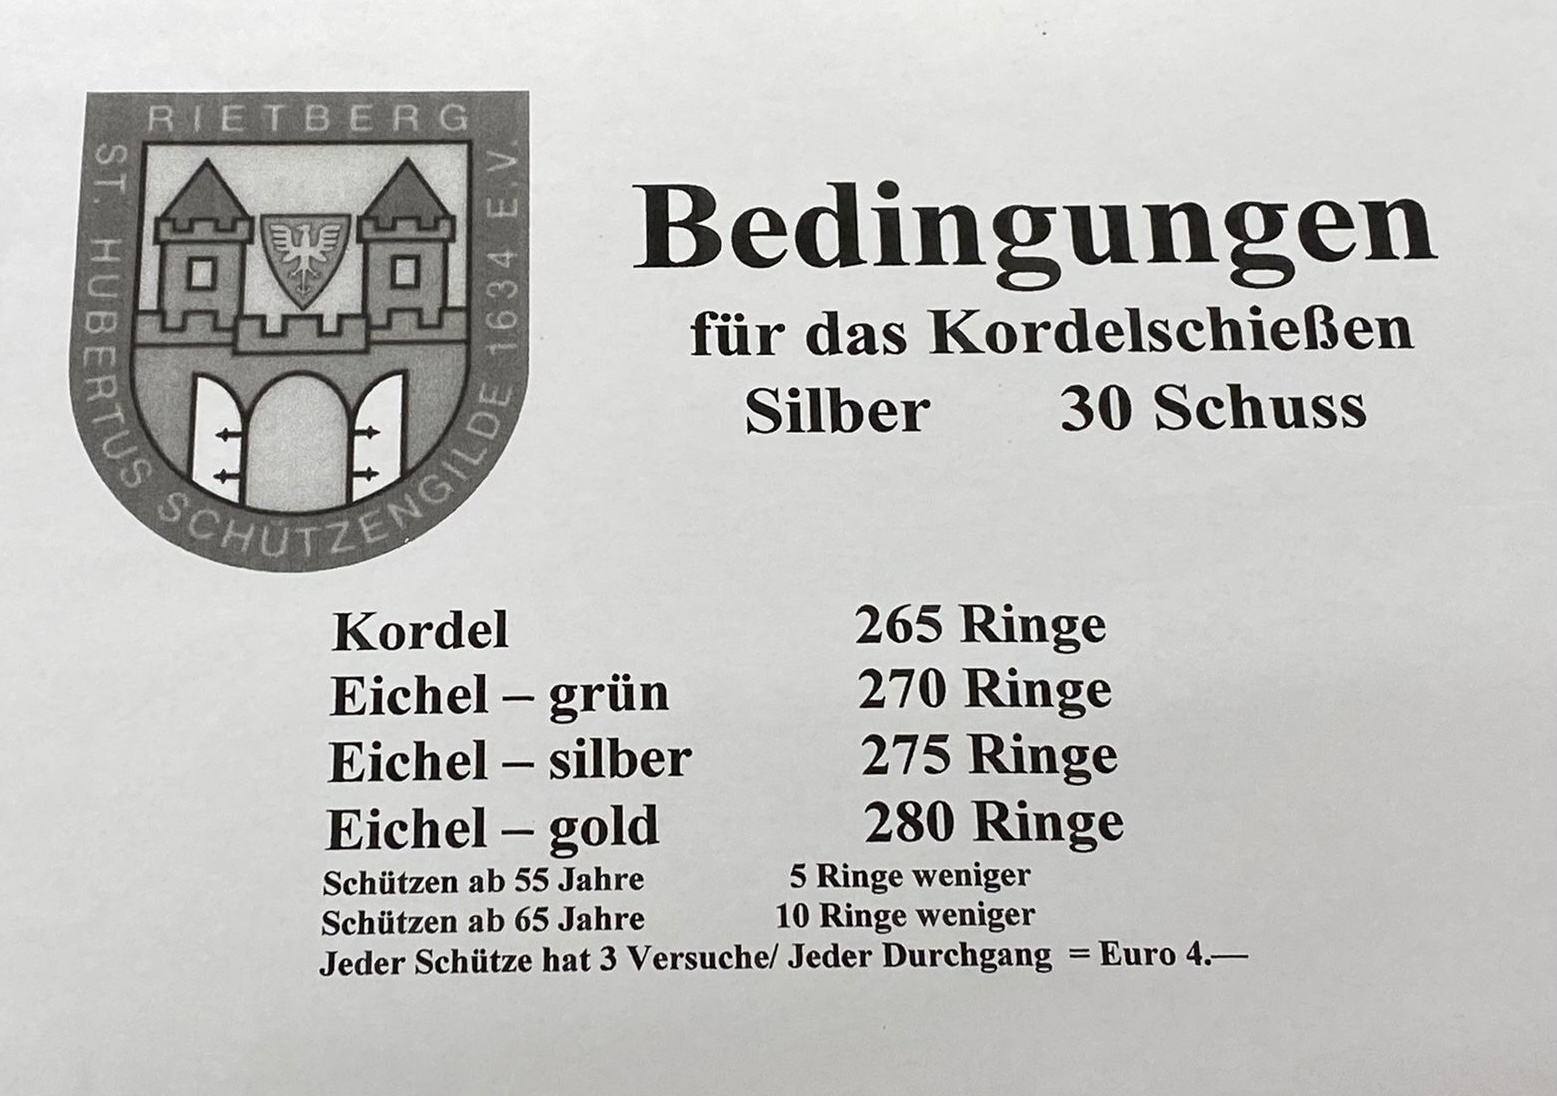 RIETBERG
ST. HUBERTUS SCHÜTZENGILDE 1634 E.V.
Bedingungen
für das Kordelschießen
Silber 30 Schuss
Kordel 265 Ringe
Eichel – grün 270 Ringe
Eichel – silber 275 Ringe
Eichel – gold 280 Ringe
Schützen ab 55 Jahre 5 Ringe weniger
Schützen ab 65 Jahre 10 Ringe weniger
Jeder Schütze hat 3 Versuche/ Jeder Durchgang = Euro 4.—